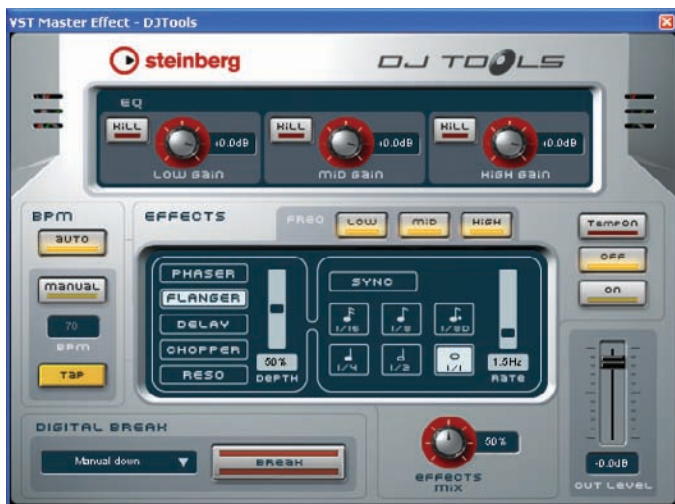 VST Master Effect - DJTools
steinberg DJ TOOLS
EQ
KILL +0.0dB KILL +0.0dB KILL +0.0dB
LOW GAIN MID GAIN HIGH GAIN
BPM EFFECTS FREQ LOW MID HIGH TEMPON
AUTO OFF
MANUAL PHASER SYNC ON
FLANGER
70 DELAY 1/16 1/8 1/8D
BPM CHOPPER 50% 1.5Hz
TAP RESO DEPTH 1/4 1/2 1/1 RATE
DIGITAL BREAK
Manual down BREAK 50%
EFFECTS MIX
-0.0dB
OUT LEVEL